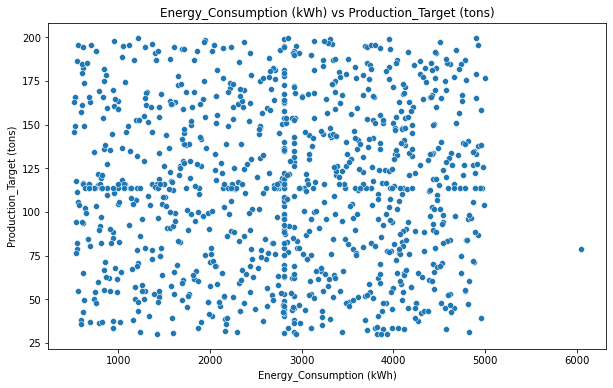 Energy_Consumption (kWh) vs Production_Target (tons)
200
175
150
125
100
75
50
25
Production_Target (tons)
1000 2000 3000 4000 5000 6000
Energy_Consumption (kWh)